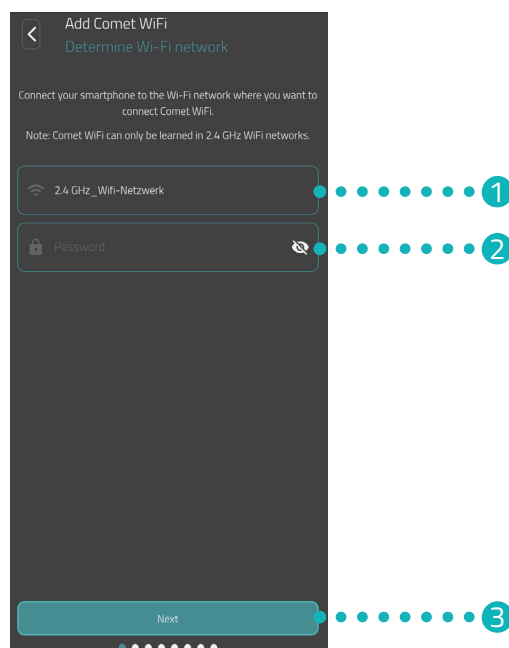 Add Comet WiFi
Determine Wi-Fi network
Connect your smartphone to the Wi-Fi network where you want to
connect Comet WiFi.
Note: Comet WiFi can only be learned in 2.4 GHz WiFi networks.
2.4 GHz_Wifi-Netzwerk
1
Password
2
Next
3